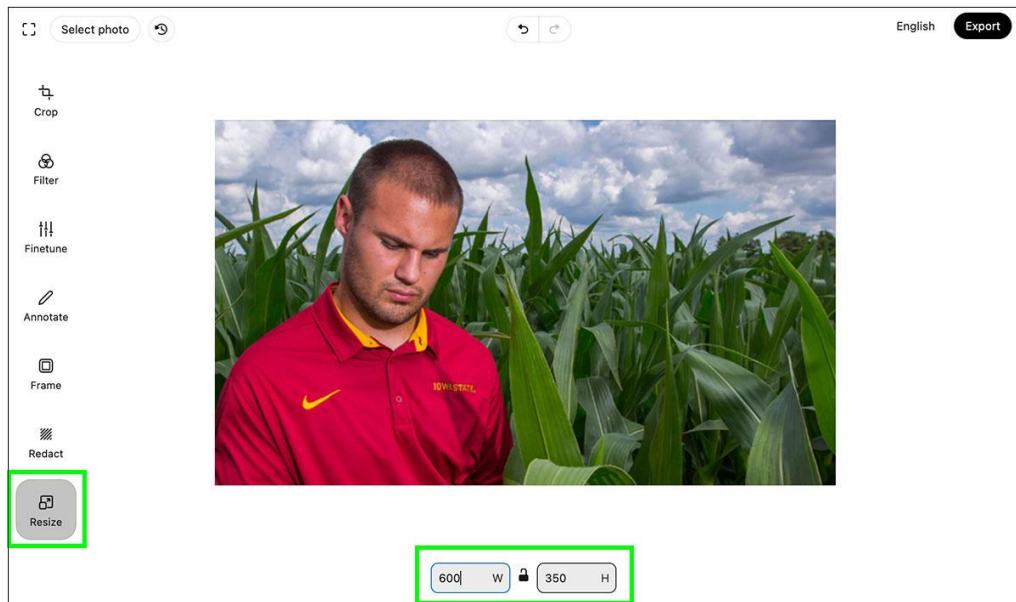 Select photo
English
Export
Crop
Filter
Finetune
Annotate
Frame
Redact
Resize
IOWA STATE
600 W
350 H